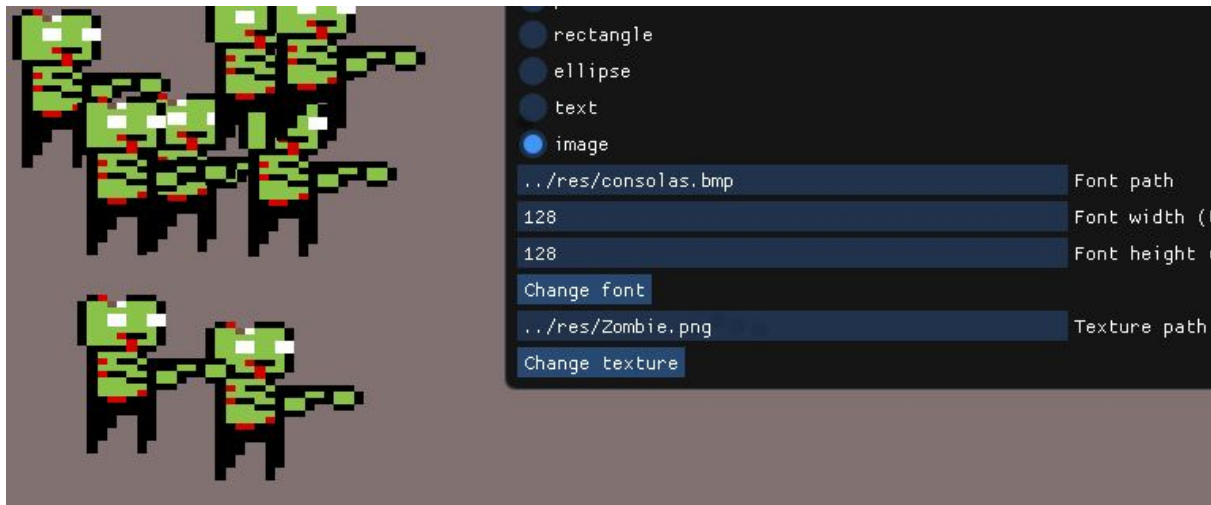 rectangle
ellipse
text
image
../res/consolas.bmp Font path
128 Font width (
128 Font height
Change font
../res/Zombie.png Texture path
Change texture